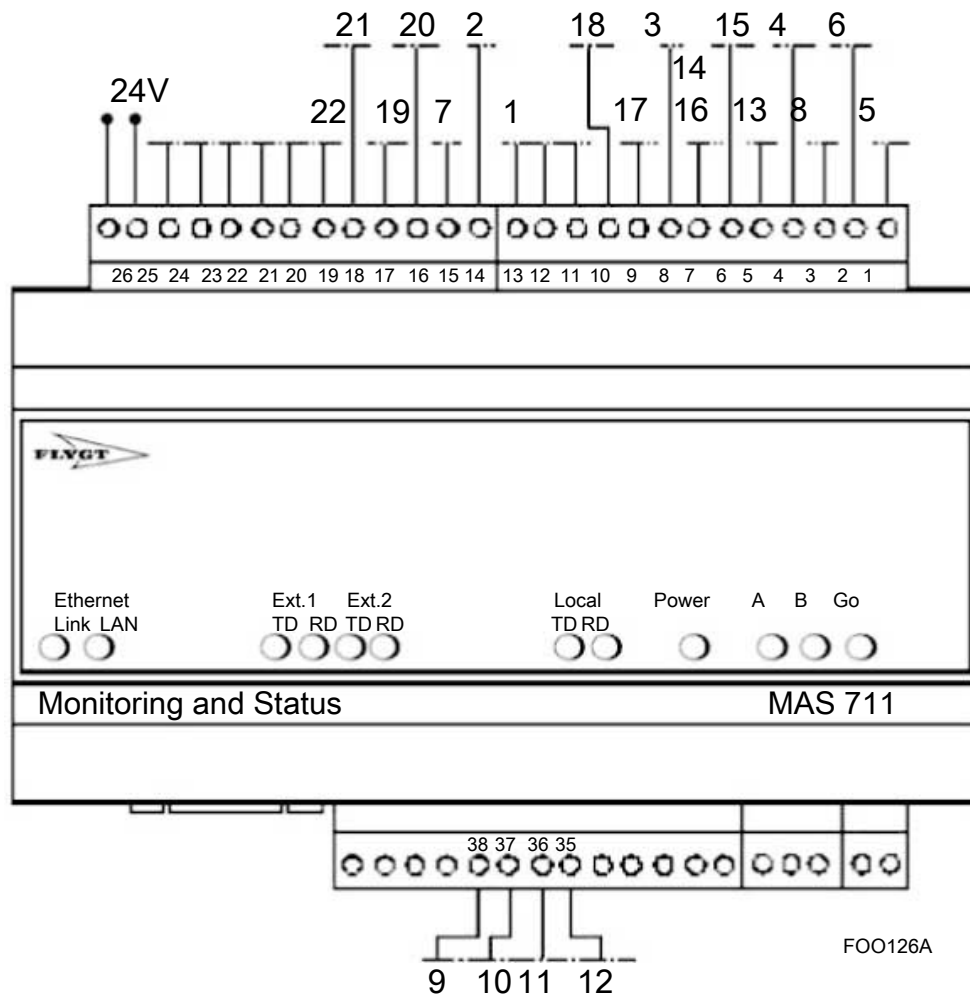 21 20 2 18 3 15 4 6
14
24V 22 19 7 1 17 16 13 8 5
26 25 24 23 22 21 20 19 18 17 16 15 14 13 12 11 10 9 8 7 6 5 4 3 2 1
FLYGT
Ethernet Ext.1 Ext.2 Local Power A B Go
Link LAN TD RD TD RD TD RD
Monitoring and Status MAS 711
38 37 36 35
FOO126A
9 10 11 12